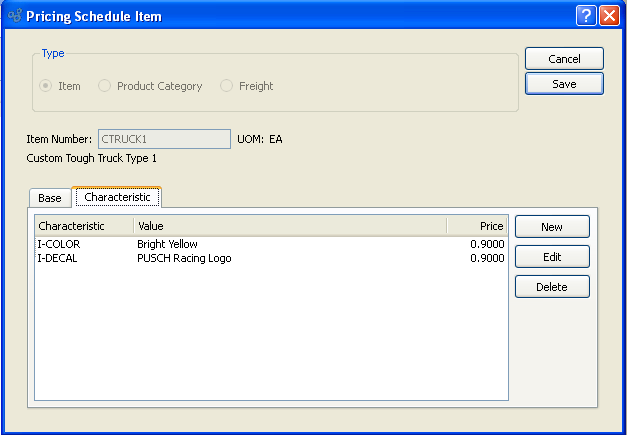 Pricing Schedule Item
?
Type
Item Product Category Freight
Cancel
Save
Item Number: CTRUCK1 UOM: EA
Custom Tough Truck Type 1
Base Characteristic
Characteristic Value Price
I-COLOR Bright Yellow 0.9000
I-DECAL PUSCH Racing Logo 0.9000
New
Edit
Delete